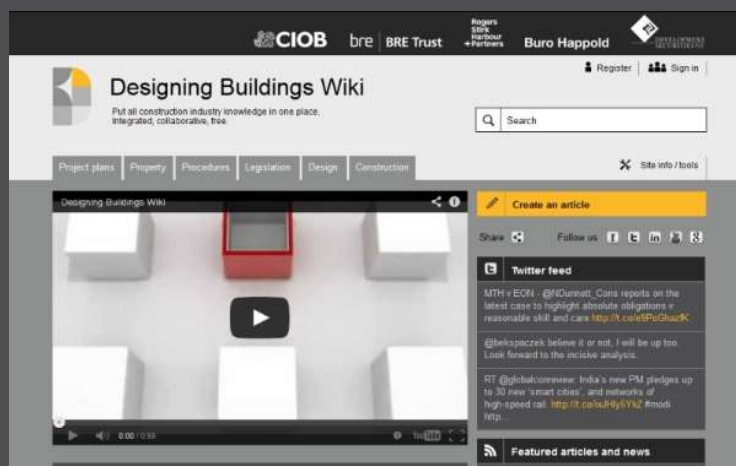 CIOB
bre | BRE Trust
Rogers
Stirk
Harbour
+Partners
Buro Happold
DEVELOPMENT
SECURITIES PLC
Register
Sign in
Designing Buildings Wiki
Put all construction industry knowledge in one place.
Integrated, collaborative, free.
Search
Project plans
Property
Procedures
Legislation
Design
Construction
Site info / tools
Designing Buildings Wiki
0:00 / 0:56
YouTube
Create an article
Share
Follow us
Twitter feed
MTH v EON - @NDunnett_Cons reports on the
latest case to highlight absolute obligations v
reasonable skill and care
@bekspaczek believe it or not, I will be up too.
Look forward to the incisive analysis.
RT @globalconreview: India's new PM pledges up
to 30 new 'smart cities', and networks of
high-speed rail. #modi
http...
Featured articles and news